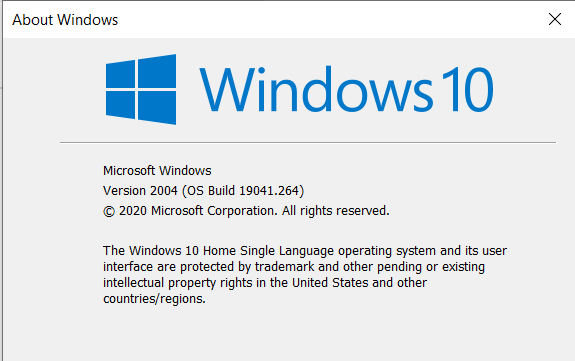 About Windows
Windows 10
Microsoft Windows
Version 2004 (OS Build 19041.264)
© 2020 Microsoft Corporation. All rights reserved.
The Windows 10 Home Single Language operating system and its user
interface are protected by trademark and other pending or existing
intellectual property rights in the United States and other
countries/regions.